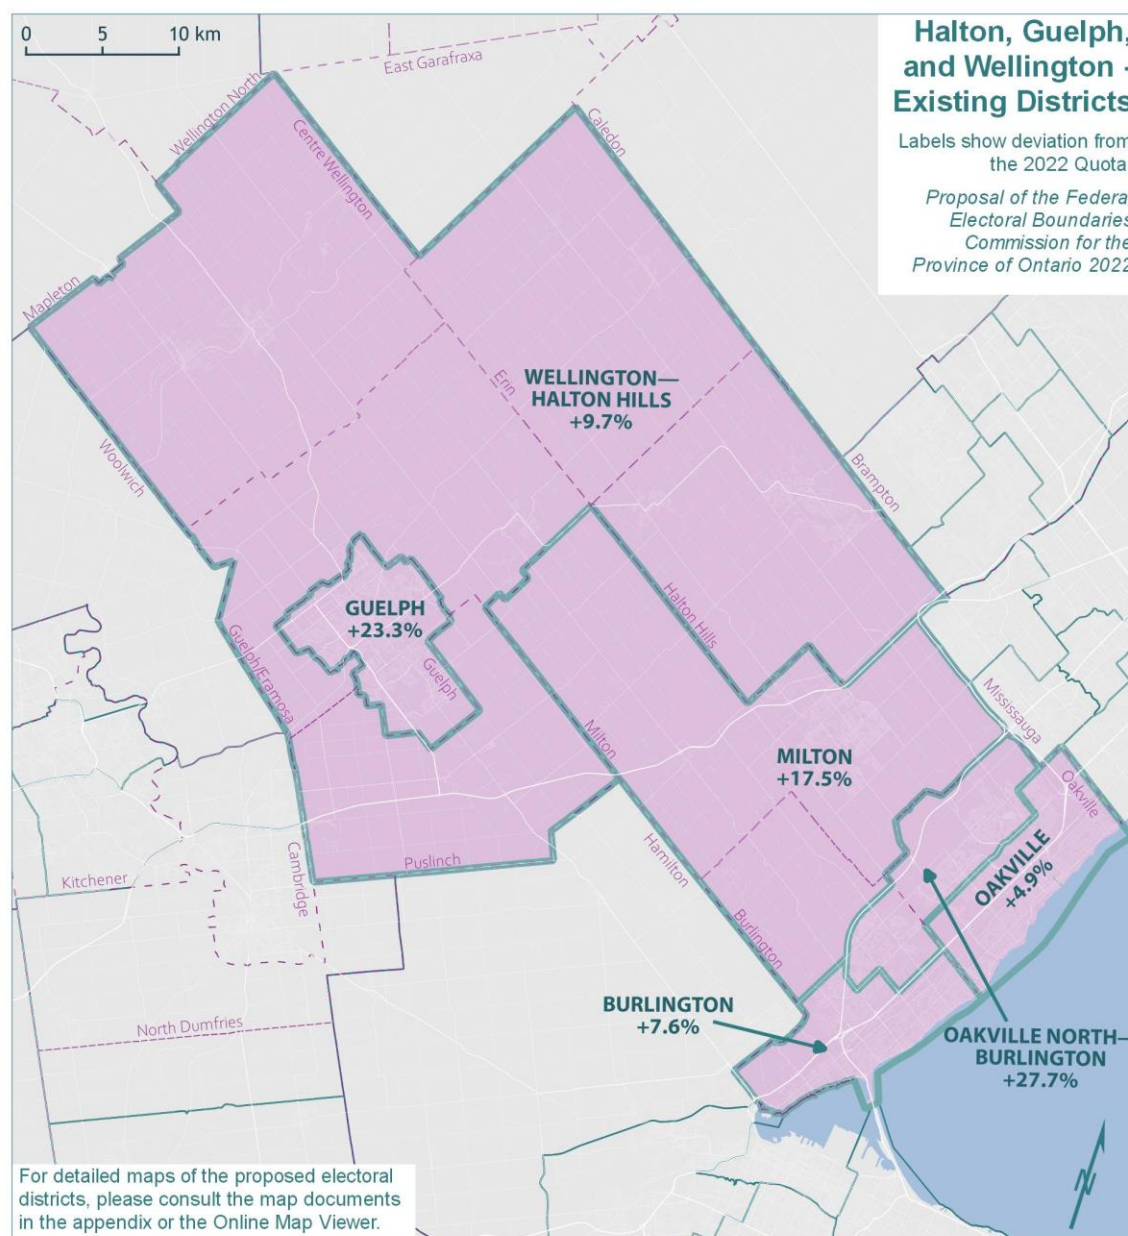 0 5 10 km
Halton, Guelph,
and Wellington -
Existing Districts
Labels show deviation from
the 2022 Quota
Proposal of the Federa
Electoral Boundaries
Commission for the
Province of Ontario 2022
East Garafraxa
Wellington North
Centre Wellington
Caledon
Mapleton
Erin
WELLINGTON—
HALTON HILLS
+9.7%
Woolwich
Brampton
GUELPH
+23.3%
Halton Hills
Guelph/Eramosa
Guelph
Mississauga
Milton
MILTON
+17.5%
Oakville
OAKVILLE
+4.9%
Puslinch
Hamilton
Kitchener
Cambridge
Burlington
BURLINGTON
+7.6%
North Dumfries
OAKVILLE NORTH—
BURLINGTON
+27.7%
N
For detailed maps of the proposed electoral
districts, please consult the map documents
in the appendix or the Online Map Viewer.